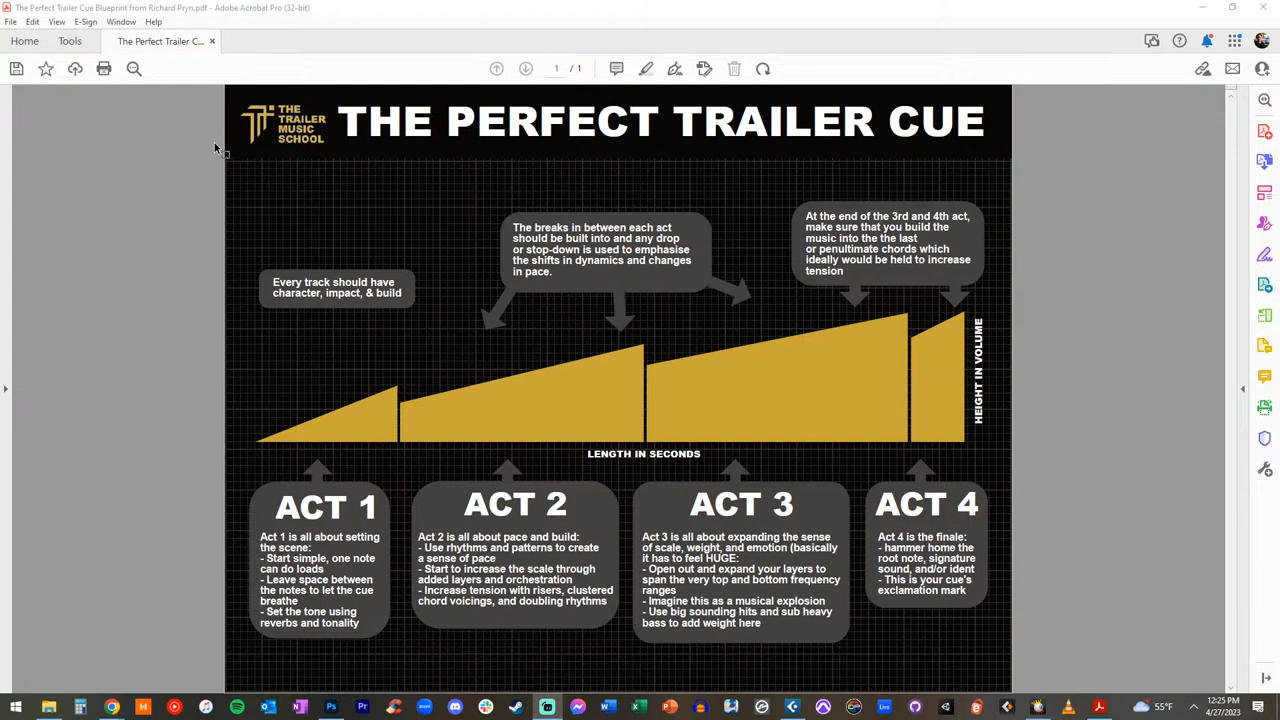 The Perfect Trailer Cue Blueprint from Richard Pryn.pdf - Adobe Acrobat Pro (32-bit)
File Edit View E-Sign Window Help
Home Tools The Perfect Trailer C... ×
1 / 1
THE
TRAILER
MUSIC
SCHOOL
THE PERFECT TRAILER CUE
Every track should have
character, impact, & build
The breaks in between each act
should be built into and any drop
or stop-down is used to emphasise
the shifts in dynamics and changes
in pace.
At the end of the 3rd and 4th act,
make sure that you build the
music into the the last
or penultimate chords which
ideally would be held to increase
tension
HEIGHT IN VOLUME
LENGTH IN SECONDS
ACT 1
Act 1 is all about setting
the scene:
- Start simple, one note
can do loads
- Leave space between
the notes to let the cue
breathe
- Set the tone using
reverbs and tonality
ACT 2
Act 2 is all about pace and build:
- Use rhythms and patterns to create
a sense of pace
- Start to increase the scale through
added layers and orchestration
- Increase tension with risers, clustered
chord voicings, and doubling rhythms
ACT 3
Act 3 is all about expanding the sense
of scale, weight, and emotion (basically
it has to feel HUGE:
- Open out and expand your layers to
span the very top and bottom frequency
ranges
- Imagine this as a musical explosion
- Use big sounding hits and sub heavy
bass to add weight here
ACT 4
Act 4 is the finale:
- hammer home the
root note, signature
sound, and/or ident
- This is your cue's
exclamation mark
55°F
12:25 PM
4/27/2023